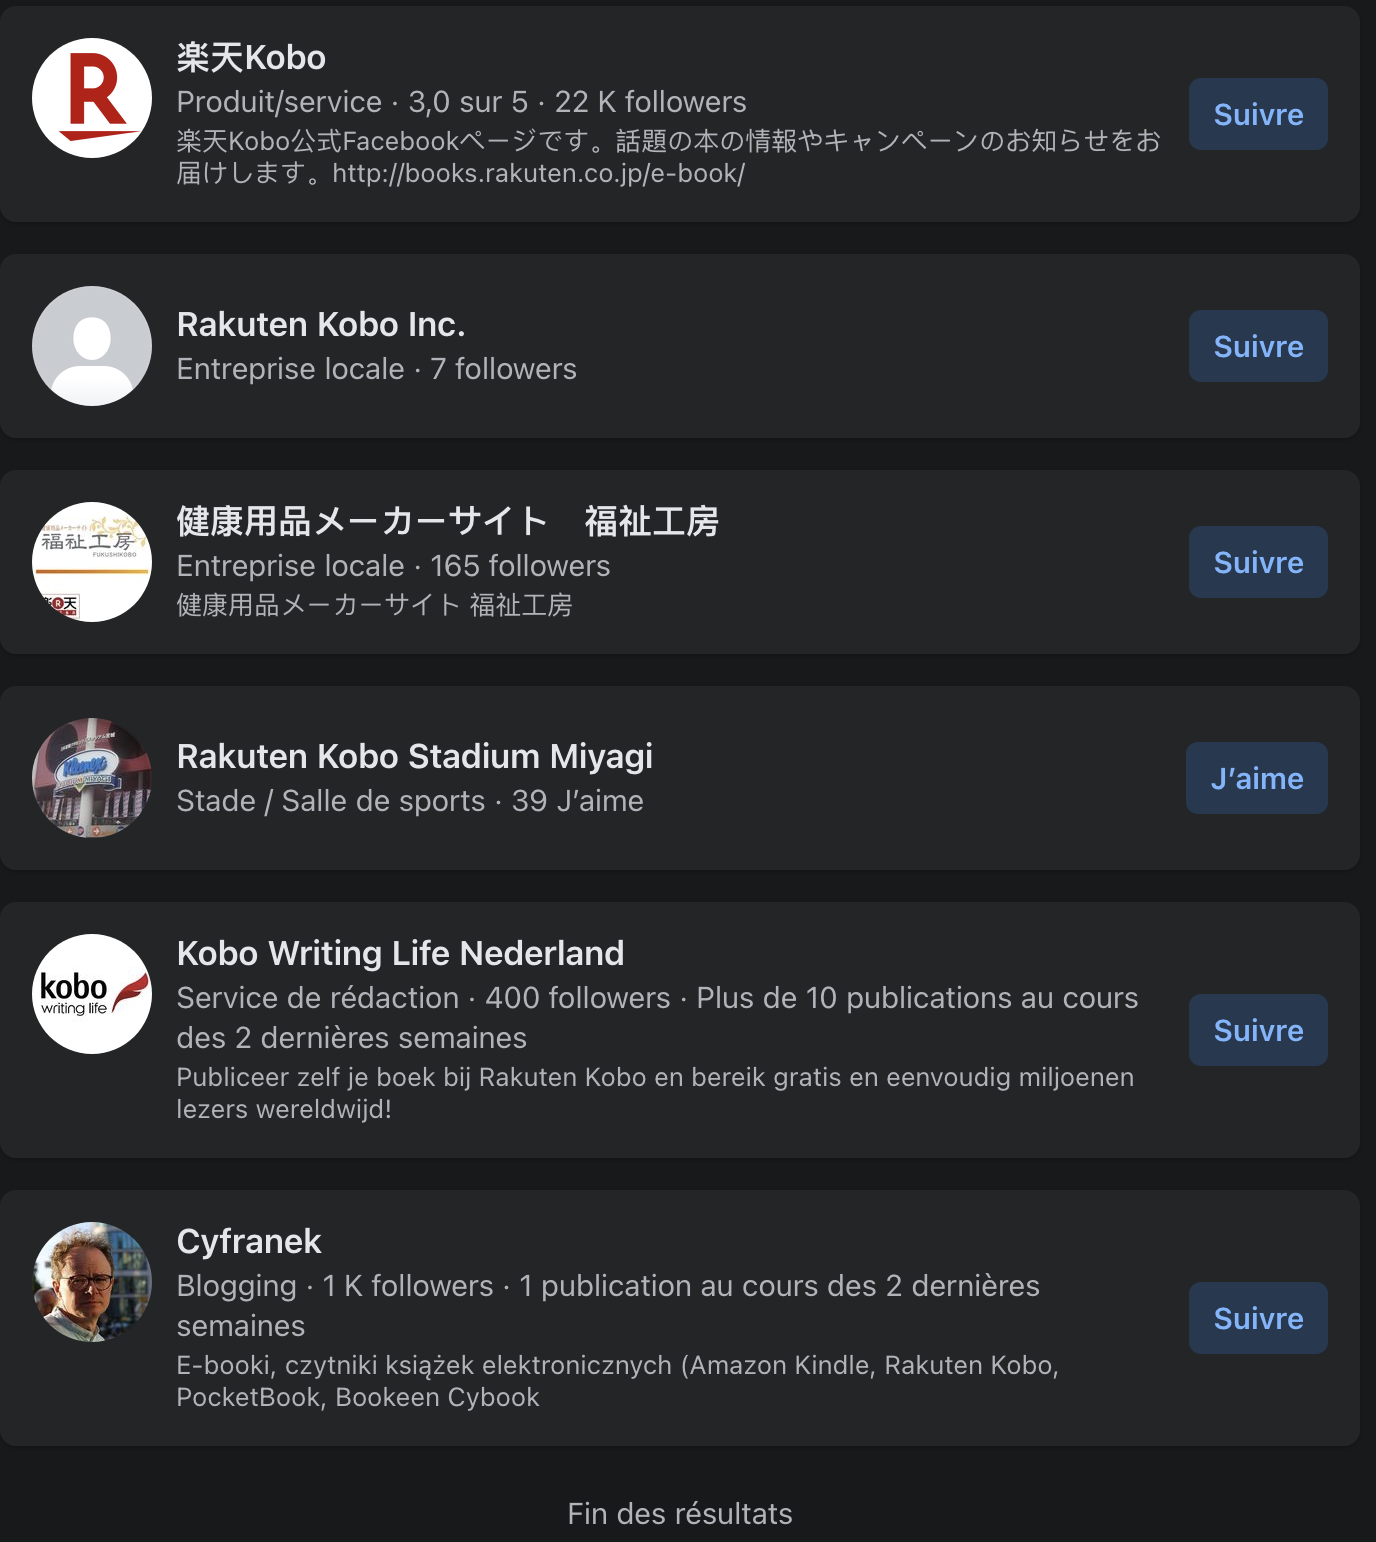 楽天Kobo
Produit/service · 3,0 sur 5 · 22 K followers
楽天Kobo公式Facebookページです。話題の本の情報やキャンペーンのお知らせをお
届けします。http://books.rakuten.co.jp/e-book/
Suivre
Rakuten Kobo Inc.
Entreprise locale · 7 followers
Suivre
福祉工房
FUKUSHIKOBO
健康用品メーカーサイト　福祉工房
Entreprise locale · 165 followers
健康用品メーカーサイト 福祉工房
Suivre
Rakuten Kobo Stadium Miyagi
Stade / Salle de sports · 39 J’aime
J’aime
kobo
writing life
Kobo Writing Life Nederland
Service de rédaction · 400 followers · Plus de 10 publications au cours
des 2 dernières semaines
Publiceer zelf je boek bij Rakuten Kobo en bereik gratis en eenvoudig miljoenen
lezers wereldwijd!
Suivre
Cyfranek
Blogging · 1 K followers · 1 publication au cours des 2 dernières
semaines
E-booki, czytniki książek elektronicznych (Amazon Kindle, Rakuten Kobo,
PocketBook, Bookeen Cybook
Suivre
Fin des résultats